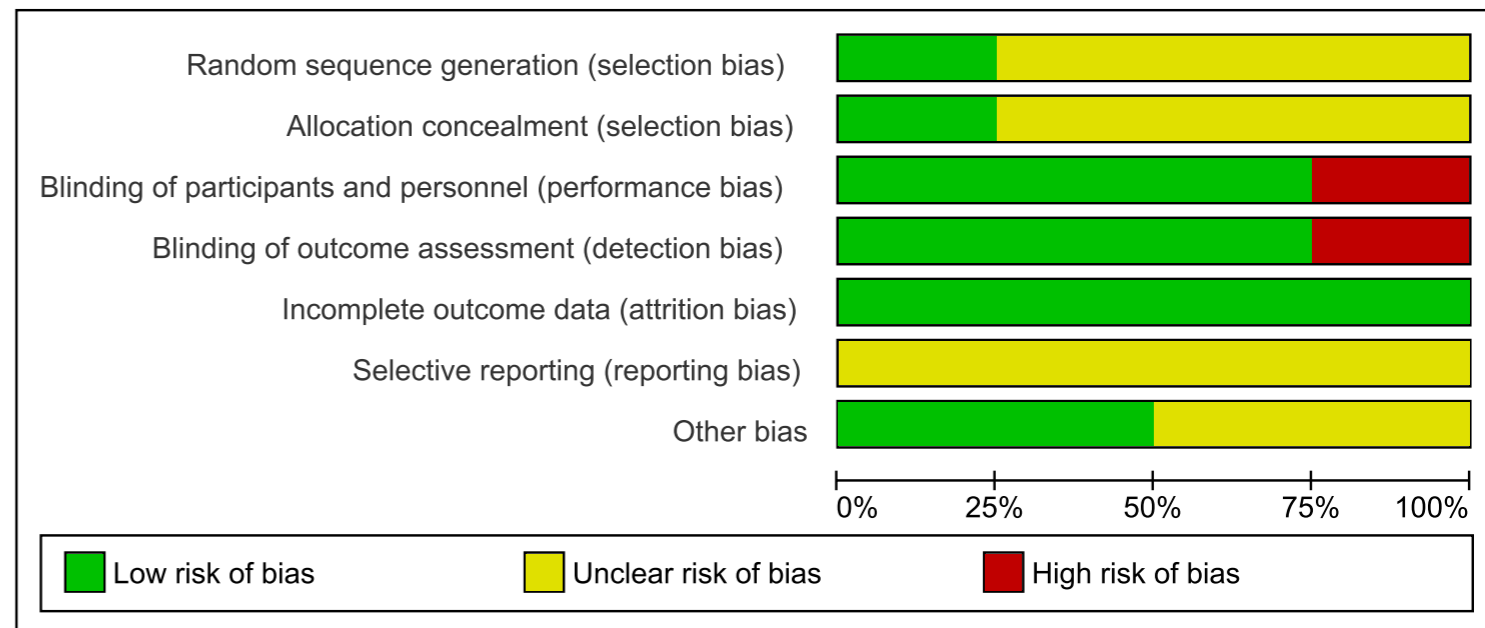 Random sequence generation (selection bias)
Allocation concealment (selection bias)
Blinding of participants and personnel (performance bias)
Blinding of outcome assessment (detection bias)
Incomplete outcome data (attrition bias)
Selective reporting (reporting bias)
Other bias
0% 25% 50% 75% 100%
Low risk of bias Unclear risk of bias High risk of bias